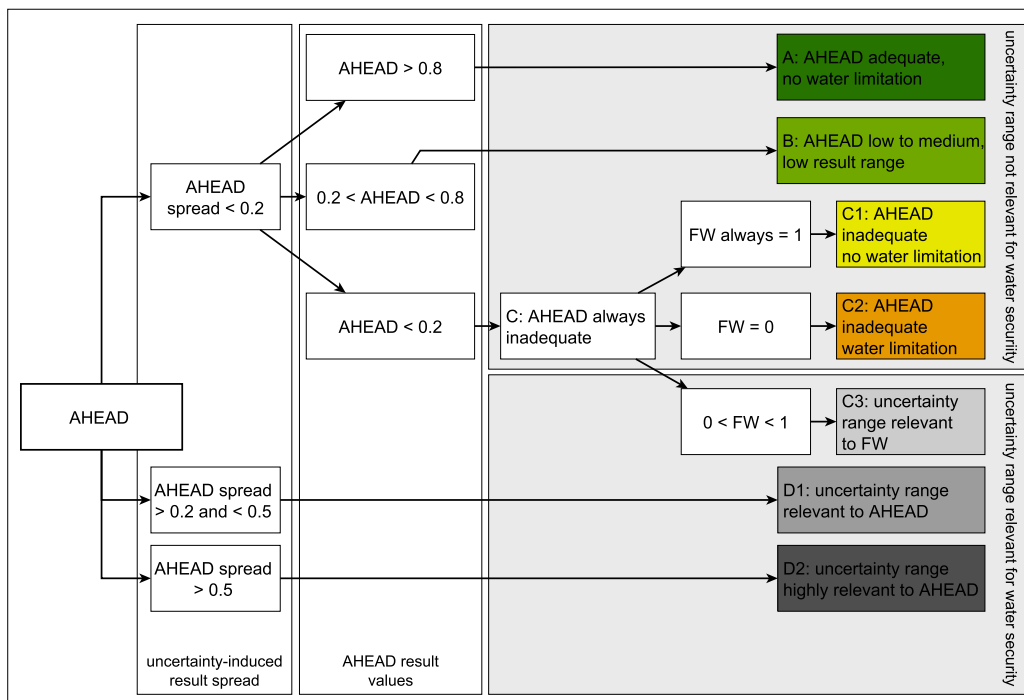 AHEAD
AHEAD
spread < 0.2
AHEAD spread
> 0.2 and < 0.5
AHEAD spread
> 0.5
uncertainty-induced
result spread
AHEAD > 0.8
0.2 < AHEAD < 0.8
AHEAD < 0.2
AHEAD result
values
C: AHEAD always
inadequate
FW always = 1
FW = 0
0 < FW < 1
A: AHEAD adequate,
no water limitation
B: AHEAD low to medium,
low result range
C1: AHEAD
inadequate
no water limitation
C2: AHEAD
inadequate
water limitation
C3: uncertainty
range relevant
to FW
D1: uncertainty range
relevant to AHEAD
D2: uncertainty range
highly relevant to AHEAD
uncertainty range not relevant for water securiity
uncertainty range relevant for water security